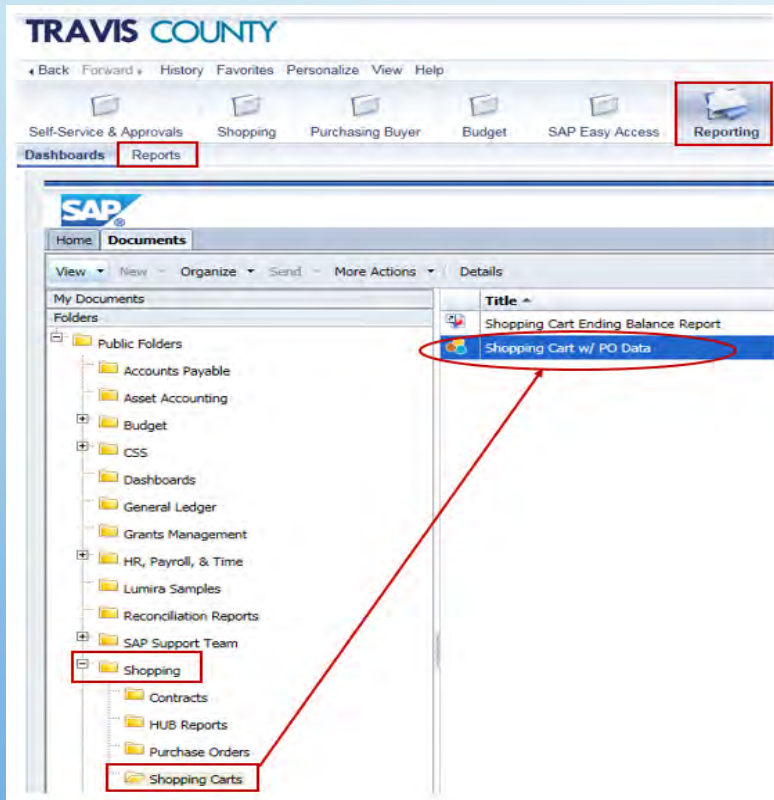 TRAVIS COUNTY
Back Forward History Favorites Personalize View Help
Self-Service & Approvals Shopping Purchasing Buyer Budget SAP Easy Access Reporting
Dashboards Reports
SAP®
Home Documents
View New Organize Send More Actions Details
My Documents Title
Folders Shopping Cart Ending Balance Report
Public Folders Shopping Cart w/ PO Data
Accounts Payable
Asset Accounting
Budget
CSS
Dashboards
General Ledger
Grants Management
HR, Payroll, & Time
Lumira Samples
Reconciliation Reports
SAP Support Team
Shopping
Contracts
HUB Reports
Purchase Orders
Shopping Carts